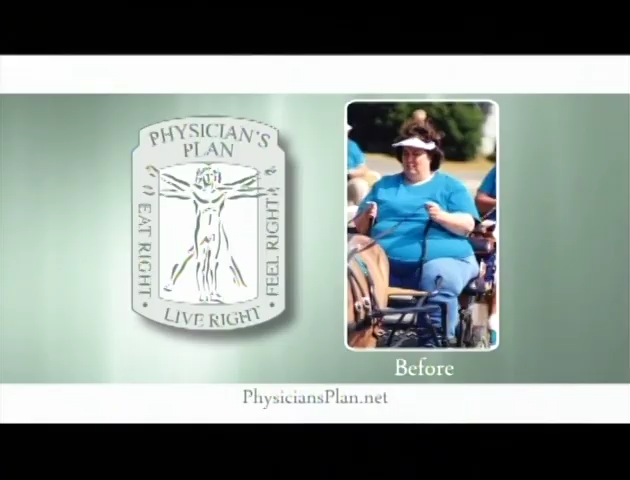 PHYSICIAN'S
PLAN
EAT RIGHT
• LIVE RIGHT •
FEEL RIGHT
Before
PhysiciansPlan.net